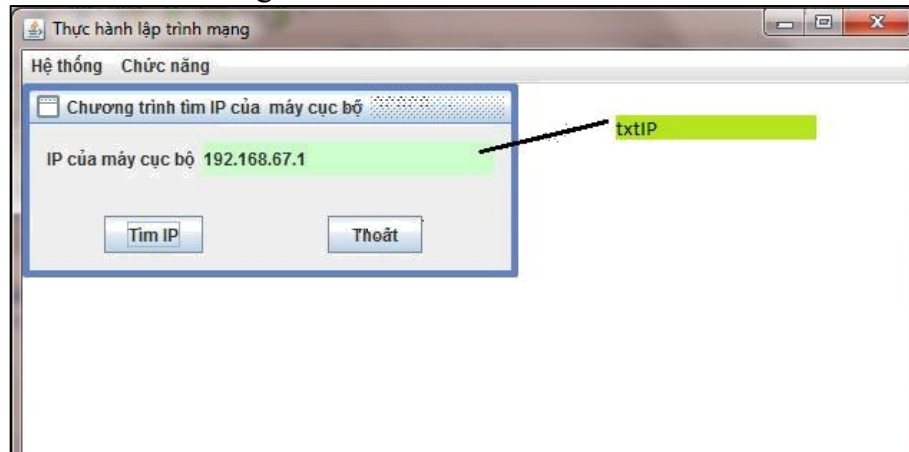 Thực hành lập trình mạng
Hệ thống Chức năng
Chương trình tìm IP của máy cục bộ
txtIP
IP của máy cục bộ 192.168.67.1
Tìm IP Thoát